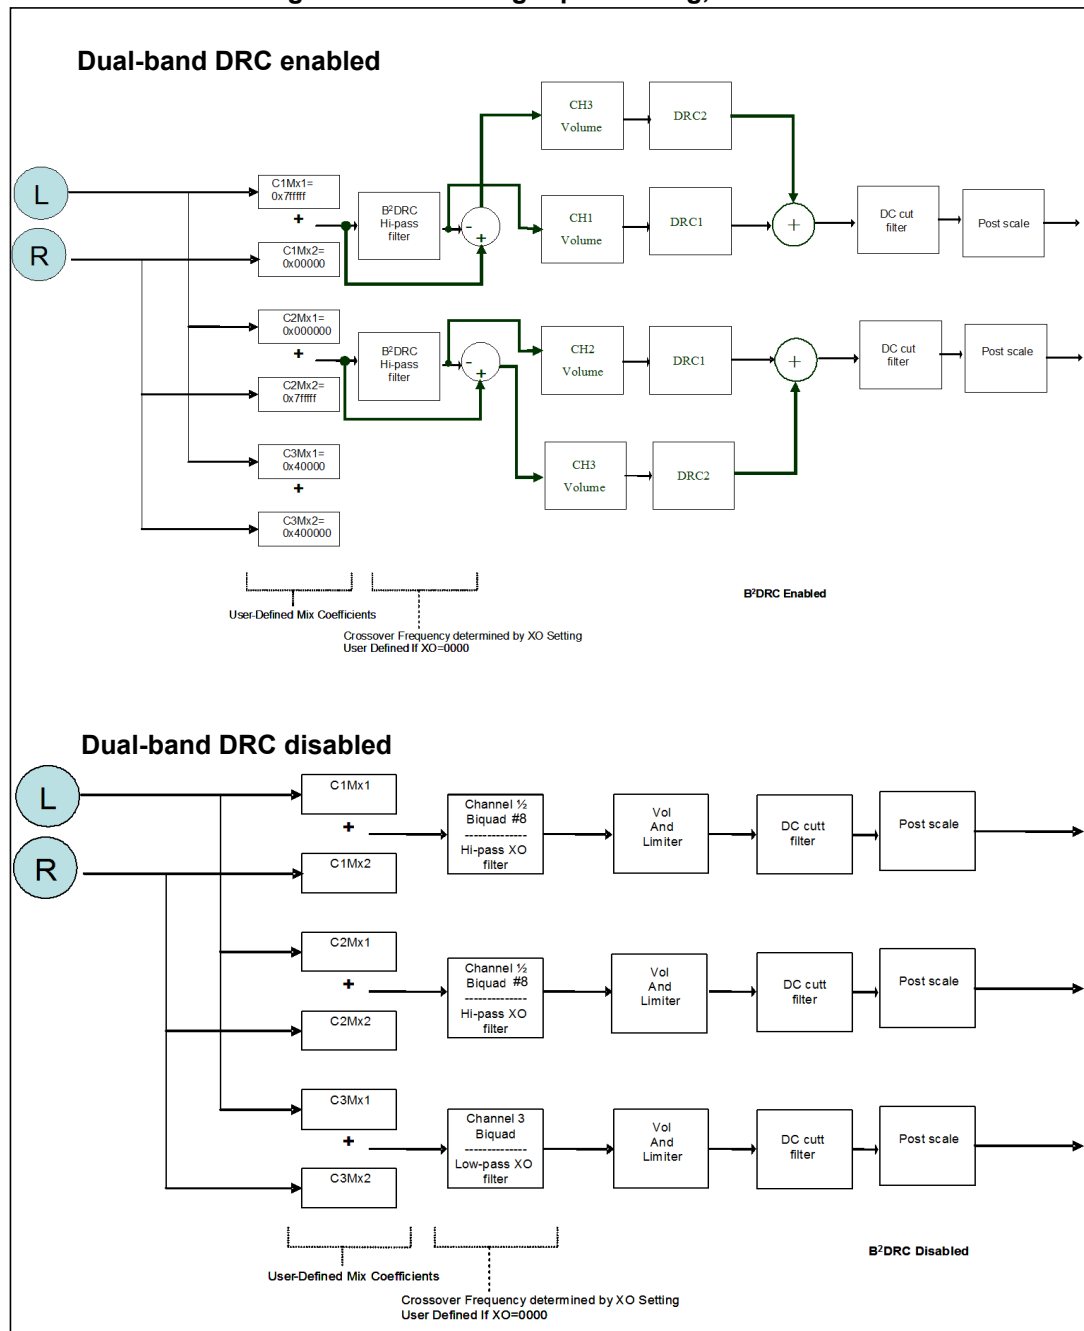 Dual-band DRC enabled
CH3
Volume
DRC2
L
C1Mx1=
0x7fffff
+
B²DRC
Hi-pass
filter
-
+
CH1
Volume
DRC1
+
DC cut
filter
Post scale
R
C1Mx2=
0x00000
C2Mx1=
0x000000
+
B²DRC
Hi-pass
filter
-
+
CH2
Volume
DRC1
+
DC cut
filter
Post scale
C2Mx2=
0x7fffff
C3Mx1=
0x40000
+
CH3
Volume
DRC2
C3Mx2=
0x400000
User-Defined Mix Coefficients
B²DRC Enabled
Crossover Frequency determined by XO Setting
User Defined If XO=0000
Dual-band DRC disabled
L
C1Mx1
+
Channel ½
Biquad #8
--------------
Hi-pass XO
filter
Vol
And
Limiter
DC cutt
filter
Post scale
R
C1Mx2
C2Mx1
+
Channel ½
Biquad #8
--------------
Hi-pass XO
filter
Vol
And
Limiter
DC cutt
filter
Post scale
C2Mx2
C3Mx1
+
Channel 3
Biquad
--------------
Low-pass XO
filter
Vol
And
Limiter
DC cutt
filter
Post scale
C3Mx2
B²DRC Disabled
User-Defined Mix Coefficients
Crossover Frequency determined by XO Setting
User Defined If XO=0000